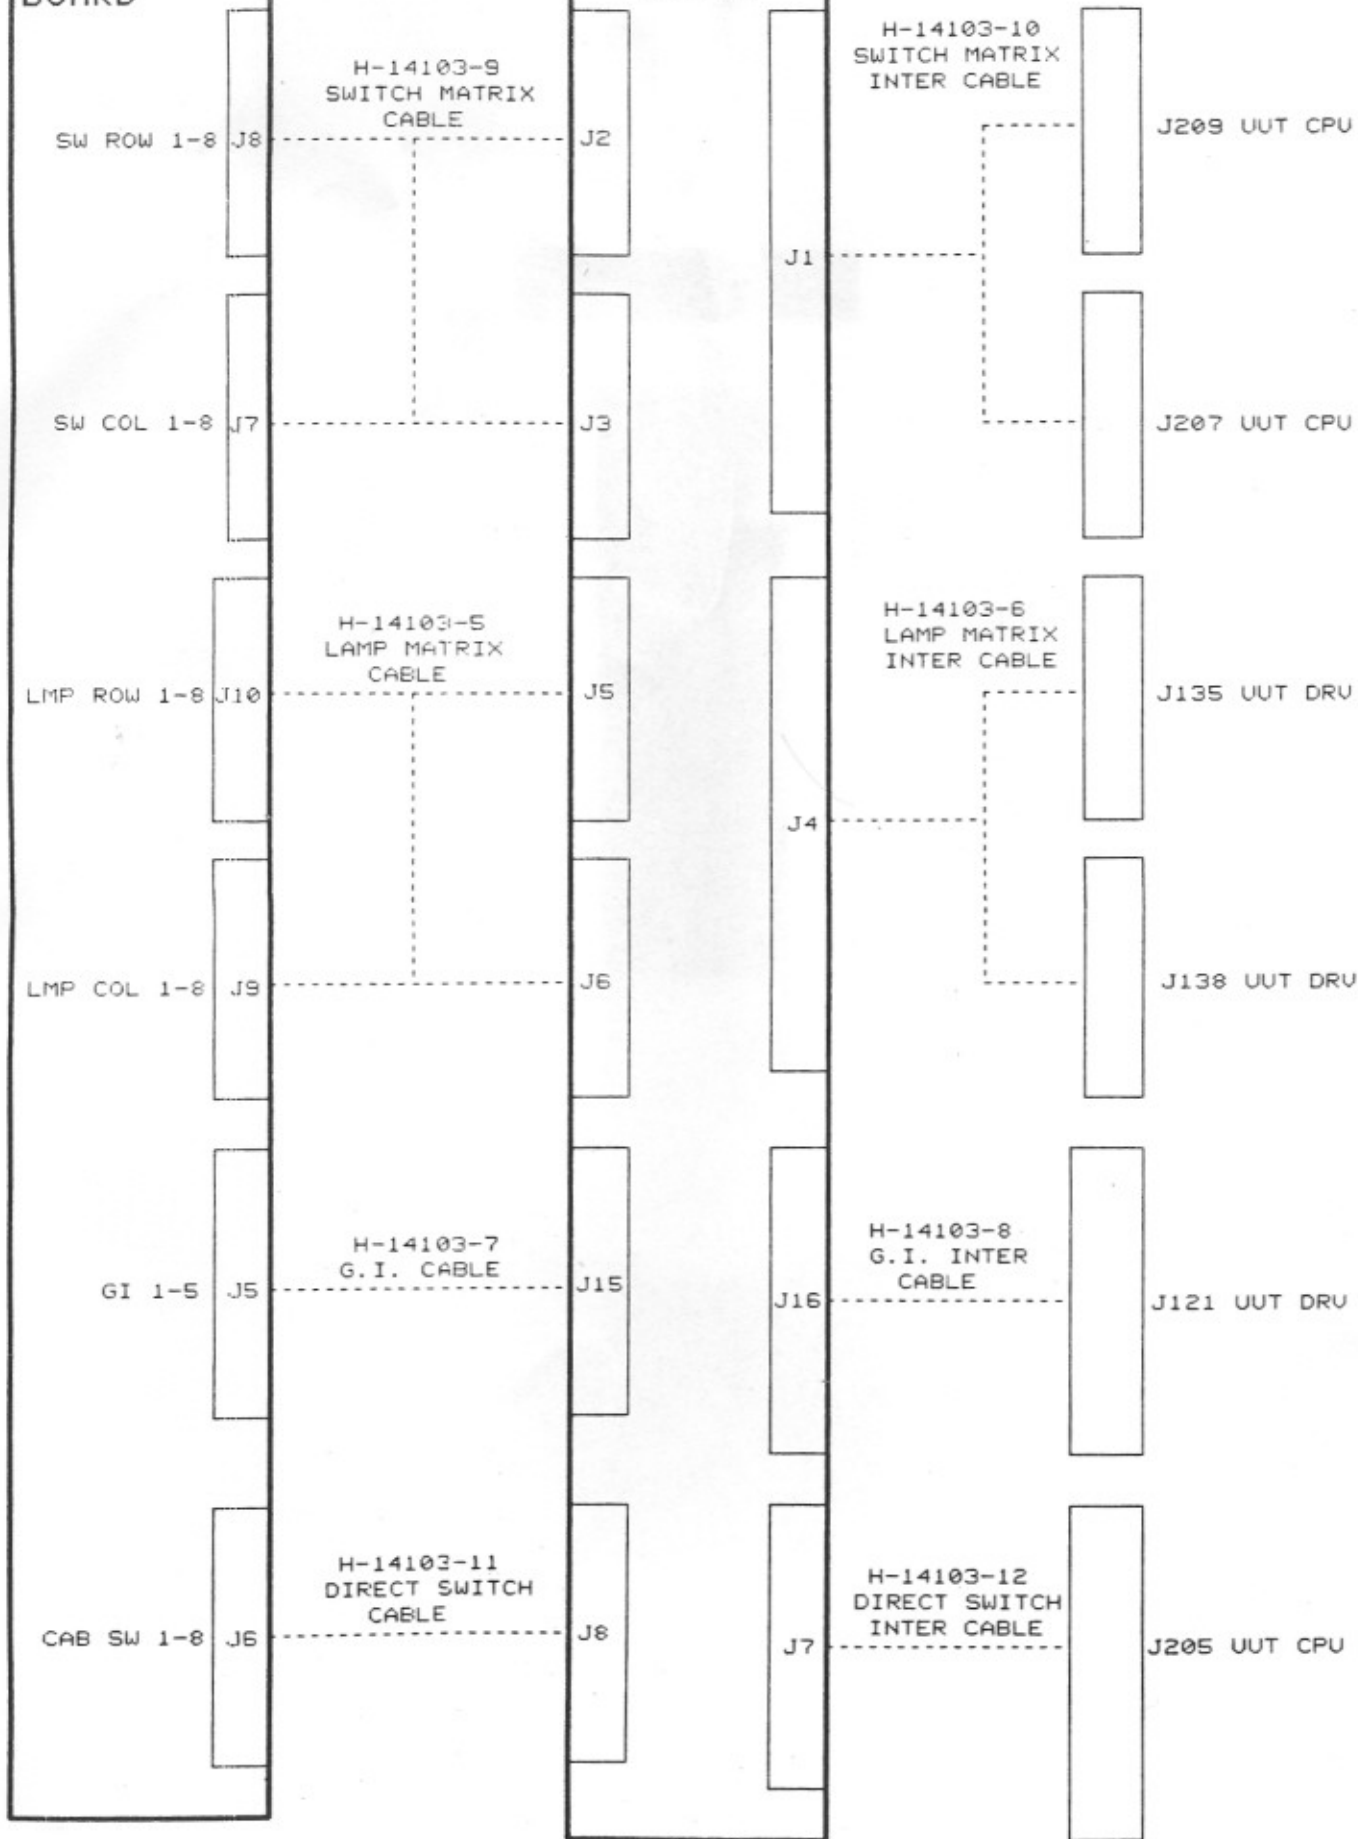 BOARD
H-14103-10
SWITCH MATRIX
INTER CABLE
H-14103-9
SWITCH MATRIX
CABLE
SW ROW 1-8 J8
J2
J209 UUT CPU
J1
SW COL 1-8 J7
J3
J207 UUT CPU
H-14103-5
LAMP MATRIX
CABLE
H-14103-6
LAMP MATRIX
INTER CABLE
LMP ROW 1-8 J10
J5
J135 UUT DRV
J4
LMP COL 1-8 J9
J6
J138 UUT DRV
H-14103-7
G.I. CABLE
H-14103-8
G.I. INTER
CABLE
GI 1-5 J5
J15
J16
J121 UUT DRV
H-14103-11
DIRECT SWITCH
CABLE
H-14103-12
DIRECT SWITCH
INTER CABLE
CAB SW 1-8 J6
J8
J7
J205 UUT CPU